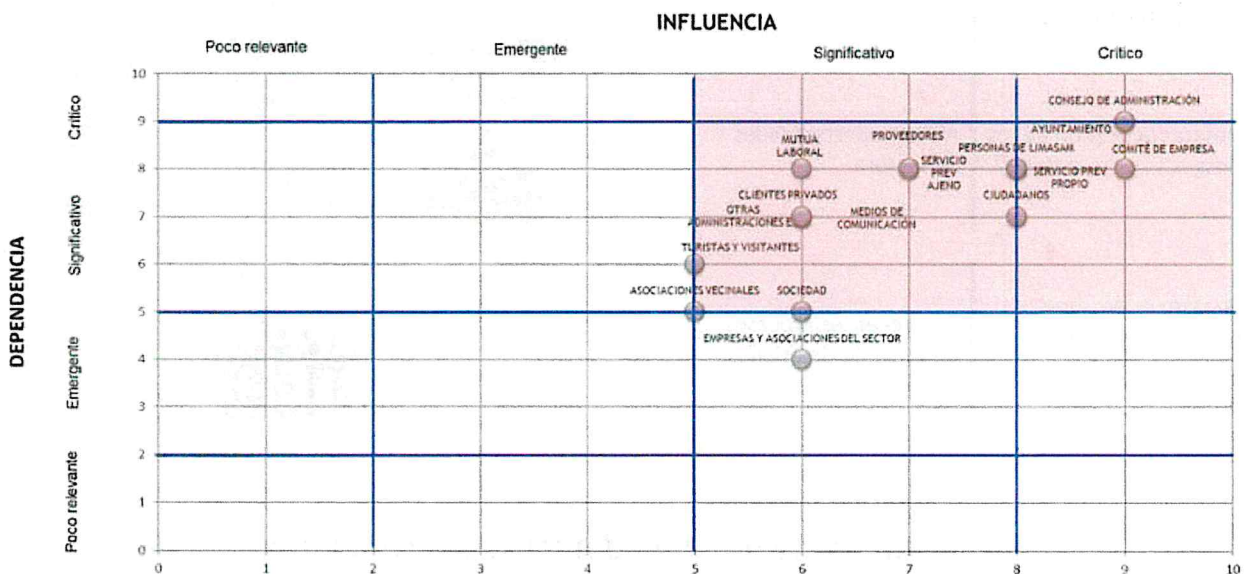 INFLUENCIA
Poco relevante
Emergente
Significativo
Crítico
DEPENDENCIA
Crítico
Significativo
Emergente
Poco relevante
10
9
8
7
6
5
4
3
2
1
0
CONSEJO DE ADMINISTRACIÓN
AYUNTAMIENTO
PROVEEDORES
MUTUA
LABORAL
PERSONAS DE LIMASAM
COMITÉ DE EMPRESA
SERVICIO
PREV
AJENO
SERVICIO PREV
PROPIO
CLIENTES PRIVADOS
CIUDADANOS
OTRAS
ADMINISTRACIONES E
MEDIOS DE
COMUNICACIÓN
TURISTAS Y VISITANTES
ASOCIACIONES VECINALES
SOCIEDAD
EMPRESAS Y ASOCIACIONES DEL SECTOR
0
1
2
3
4
5
6
7
8
9
10